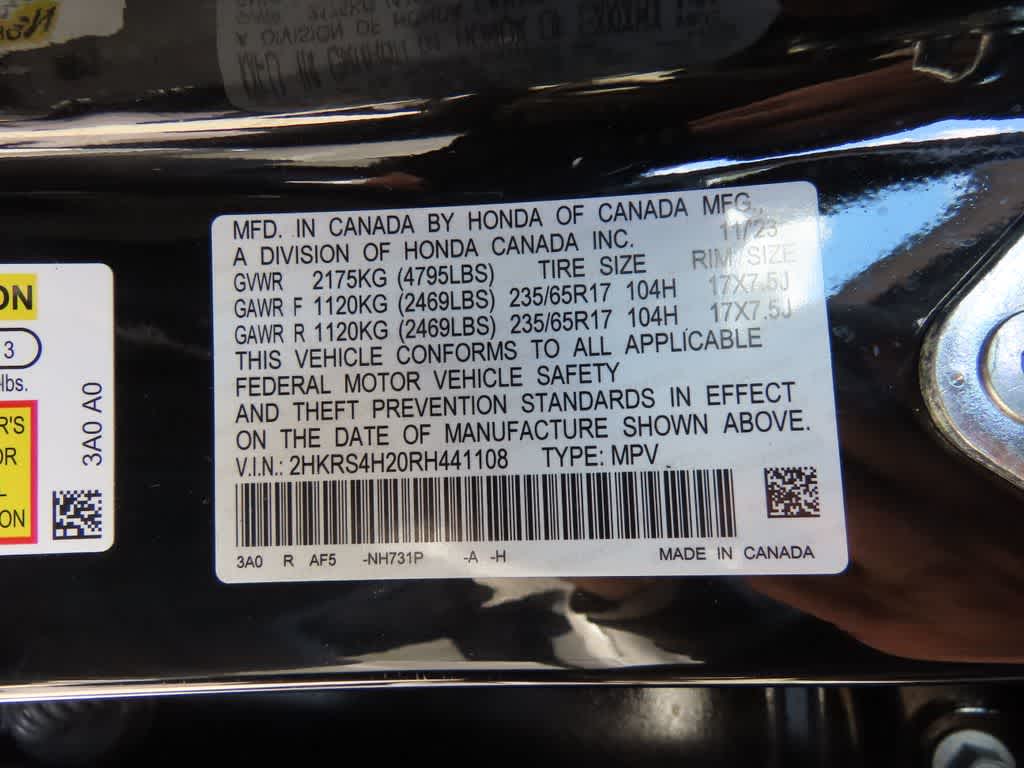 MFD. IN CANADA BY HONDA OF CANADA MFG.,
A DIVISION OF HONDA CANADA INC. 11/23
GVWR 2175KG (4795LBS) TIRE SIZE RIM SIZE
GAWR F 1120KG (2469LBS) 235/65R17 104H 17X7.5J
GAWR R 1120KG (2469LBS) 235/65R17 104H 17X7.5J
THIS VEHICLE CONFORMS TO ALL APPLICABLE
FEDERAL MOTOR VEHICLE SAFETY
AND THEFT PREVENTION STANDARDS IN EFFECT
ON THE DATE OF MANUFACTURE SHOWN ABOVE.
V.I.N.: 2HKRS4H20RH441108 TYPE: MPV
3A0 R AF5 -NH731P -A -H MADE IN CANADA
ON
3
lbs.
R'S
OR
L
ON
3A0 A0